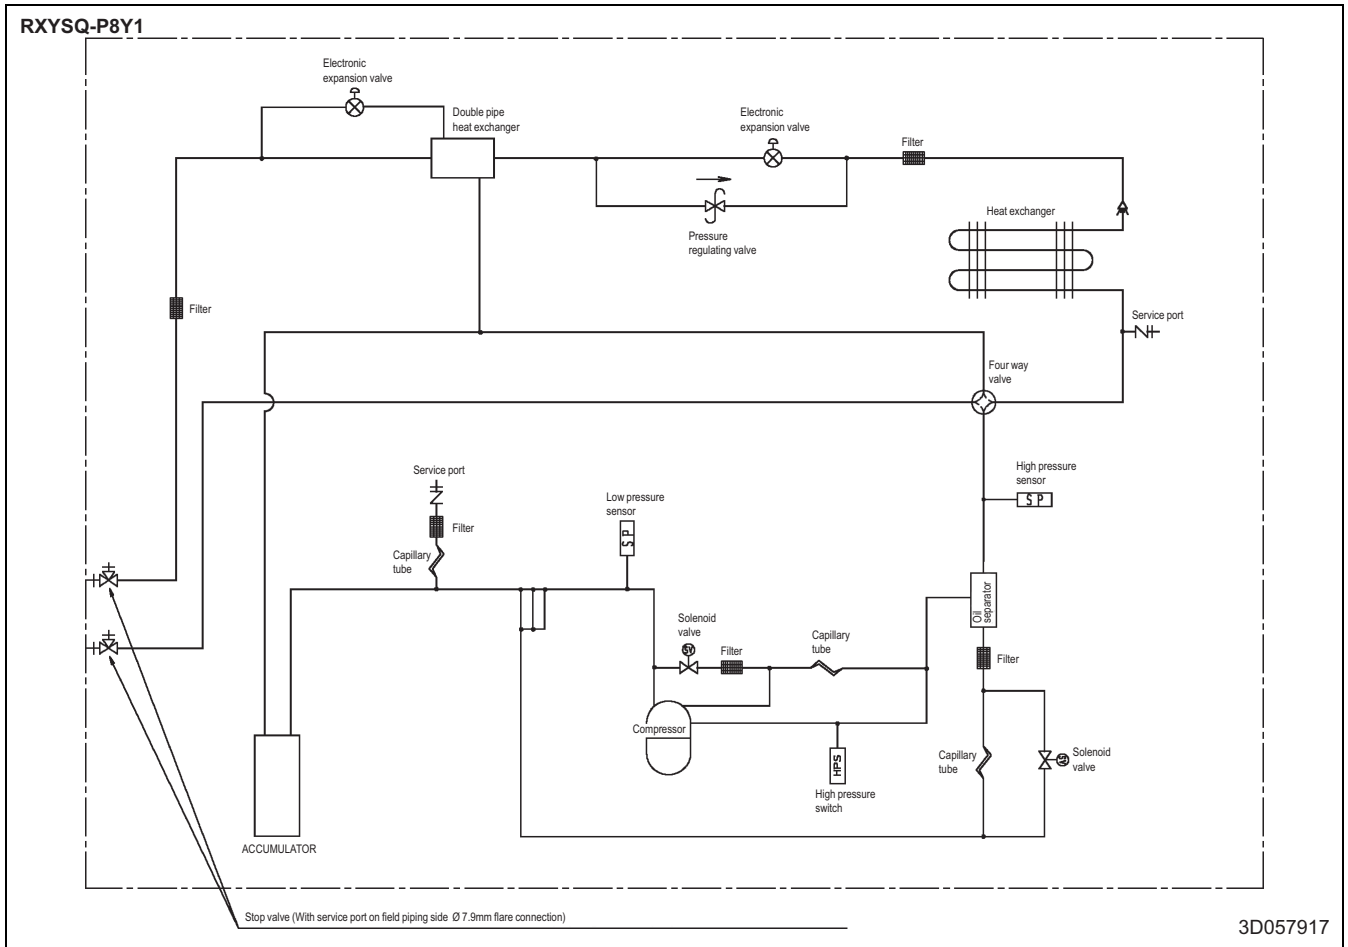 RXYSQ-P8Y1
Electronic
expansion valve
Double pipe
heat exchanger
Electronic
expansion valve
Filter
Pressure
regulating valve
Heat exchanger
Filter
Service port
Four way
valve
Service port
High pressure
sensor
S P
Low pressure
sensor
S P
Filter
Capillary
tube
Oil
separator
Solenoid
valve
SV
Filter
Capillary
tube
Filter
Compressor
HPS
High pressure
switch
Capillary
tube
SV
Solenoid
valve
ACCUMULATOR
Stop valve (With service port on field piping side Ø 7.9mm flare connection)
3D057917